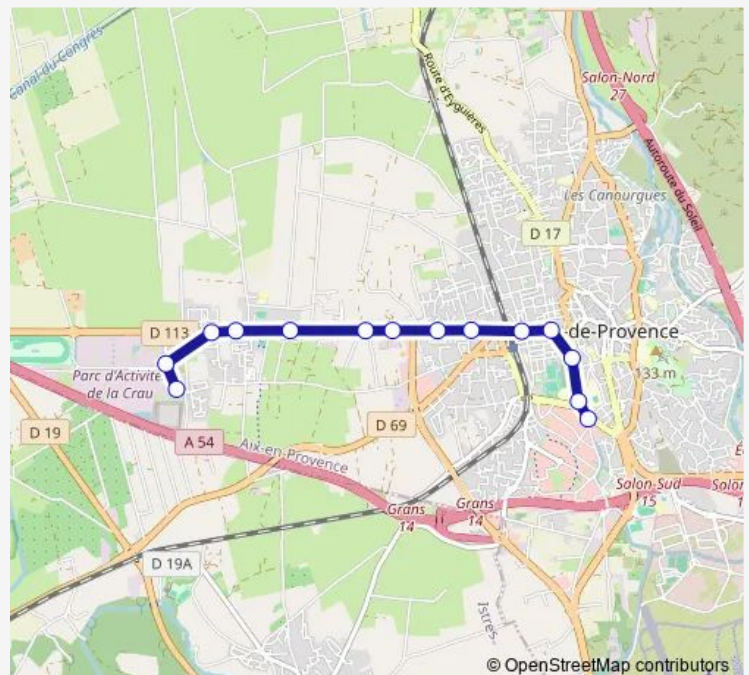 Canal du Congrès
Route d'Eyguières
Salon-Nord
27
Autoroute du Soleil
Les Canourgues
D 17
D 113
-de-Provence
Parc d'Activité
de la Crau
133 m
D 69
D 19
A 54
Aix-en-Provence
Salon-Sud
15
Salon
1
Grans
14
Grans
14
D 19A
Istres
© OpenStreetMap contributors